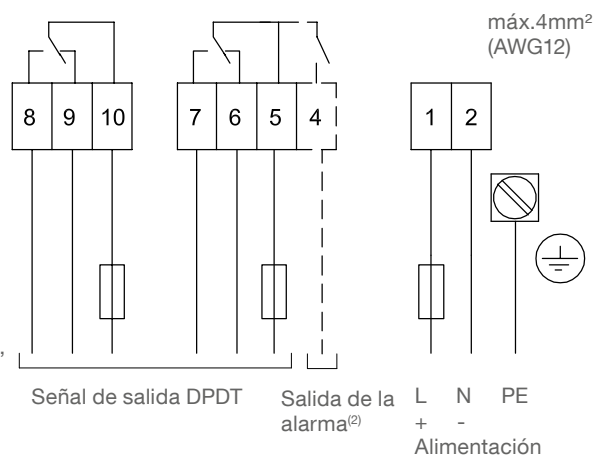 máx.4mm²
(AWG12)
8 9 10 7 6 5 4 1 2
,
Señal de salida DPDT
Salida de la
alarma⁽²⁾
L N PE
+ -
Alimentación